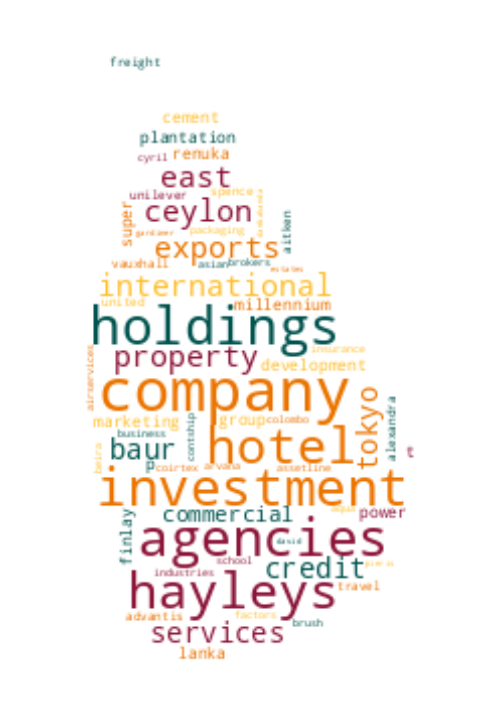 freight
cement
plantation
cyril renuka
east
unilever spence
super ceylon
gardiner packaging
aitken
exports
vauxhall asian brokers
estates
international
united millennium
holdings
insurance
property development
airservices
company
tokyo
alexandra
marketing group colombo
business contship
baur hotel t
beira p coirtex arvana assetline
investment
aqua
commercial power
finlay agencies
david
school
credit pieris
industries
hayleys travel
advantis factors
brush
services
lanka